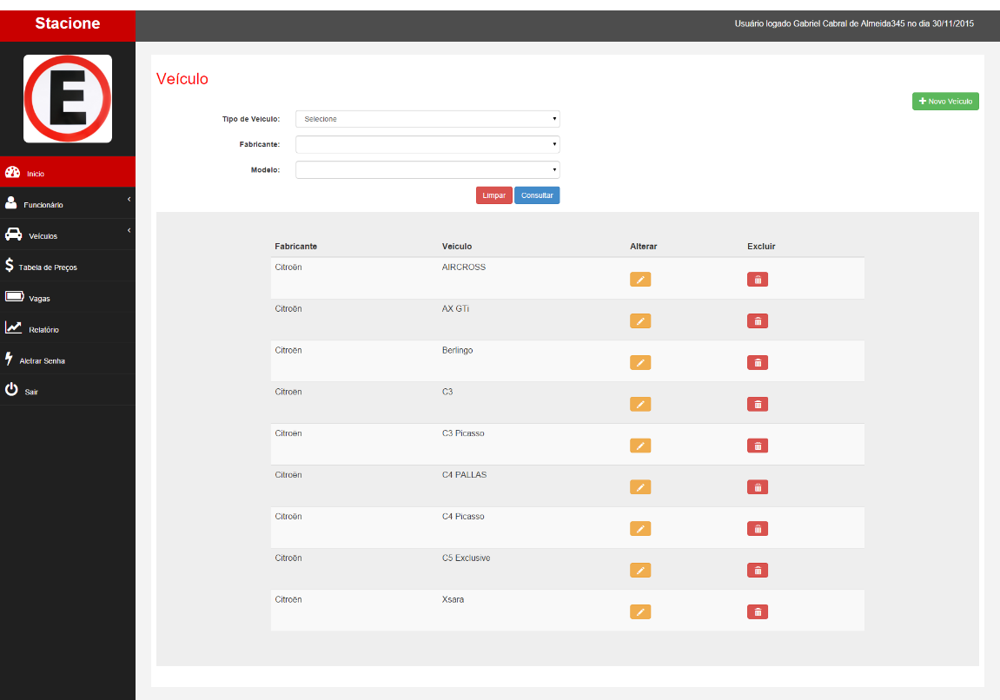 Stacione
Usuário logado Gabriel Cabral de Almeida345 no dia 30/11/2015
E
Inicio
Funcionário
Veículos
Tabela de Preços
Vagas
Relatório
Aletrar Senha
Sair
Veículo
Novo Veículo
Tipo de Veiculo: Selecione
Fabricante:
Modelo:
Limpar Consultar
Fabricante Veiculo Alterar Excluir
Citroën AIRCROSS
Citroën AX GTi
Citroën Berlingo
Citroën C3
Citroën C3 Picasso
Citroën C4 PALLAS
Citroën C4 Picasso
Citroën C5 Exclusive
Citroën Xsara